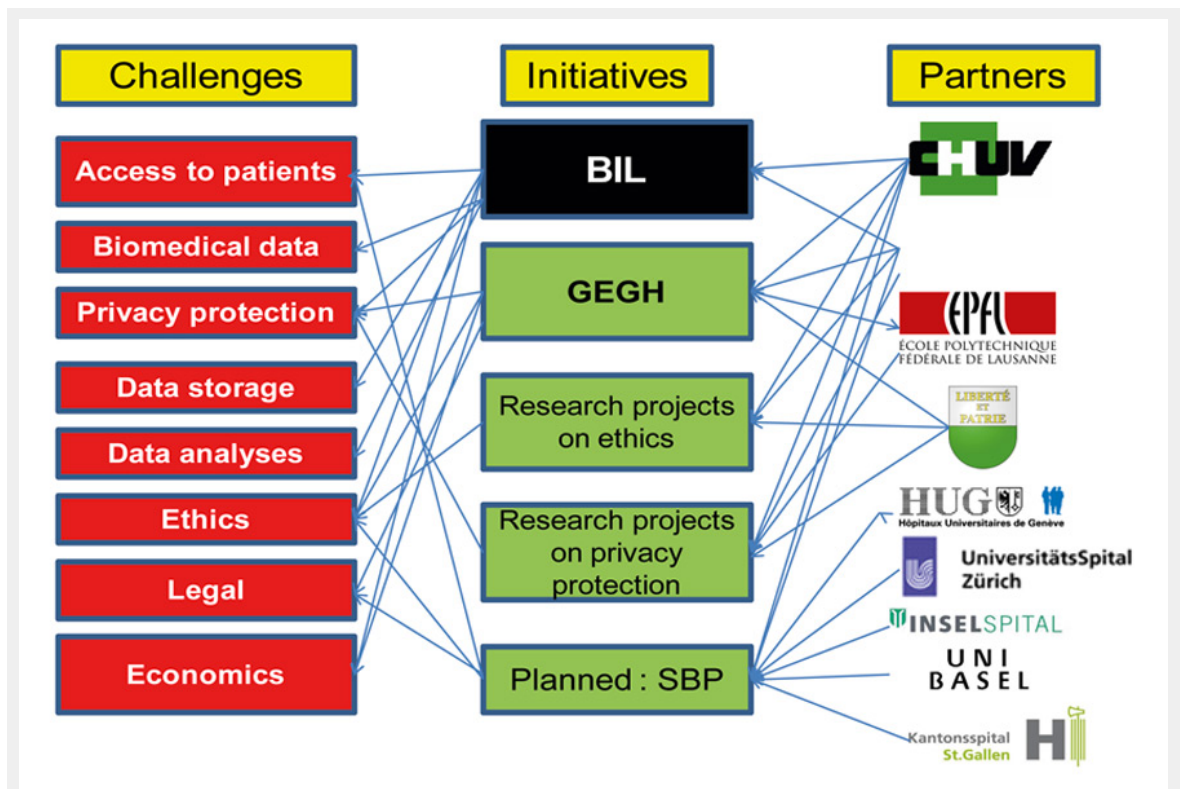 Challenges
Initiatives
Partners
Access to patients
Biomedical data
Privacy protection
Data storage
Data analyses
Ethics
Legal
Economics
BIL
GEGH
Research projects
on ethics
Research projects
on privacy
protection
Planned : SBP
CHUV
EPFL
ÉCOLE POLYTECHNIQUE
FÉDÉRALE DE LAUSANNE
LIBERTÉ
ET
PATRIE
HUG
Hôpitaux Universitaires de Genève
UniversitätsSpital
Zürich
INSELSPITAL
UNI
BASEL
Kantonsspital
St.Gallen